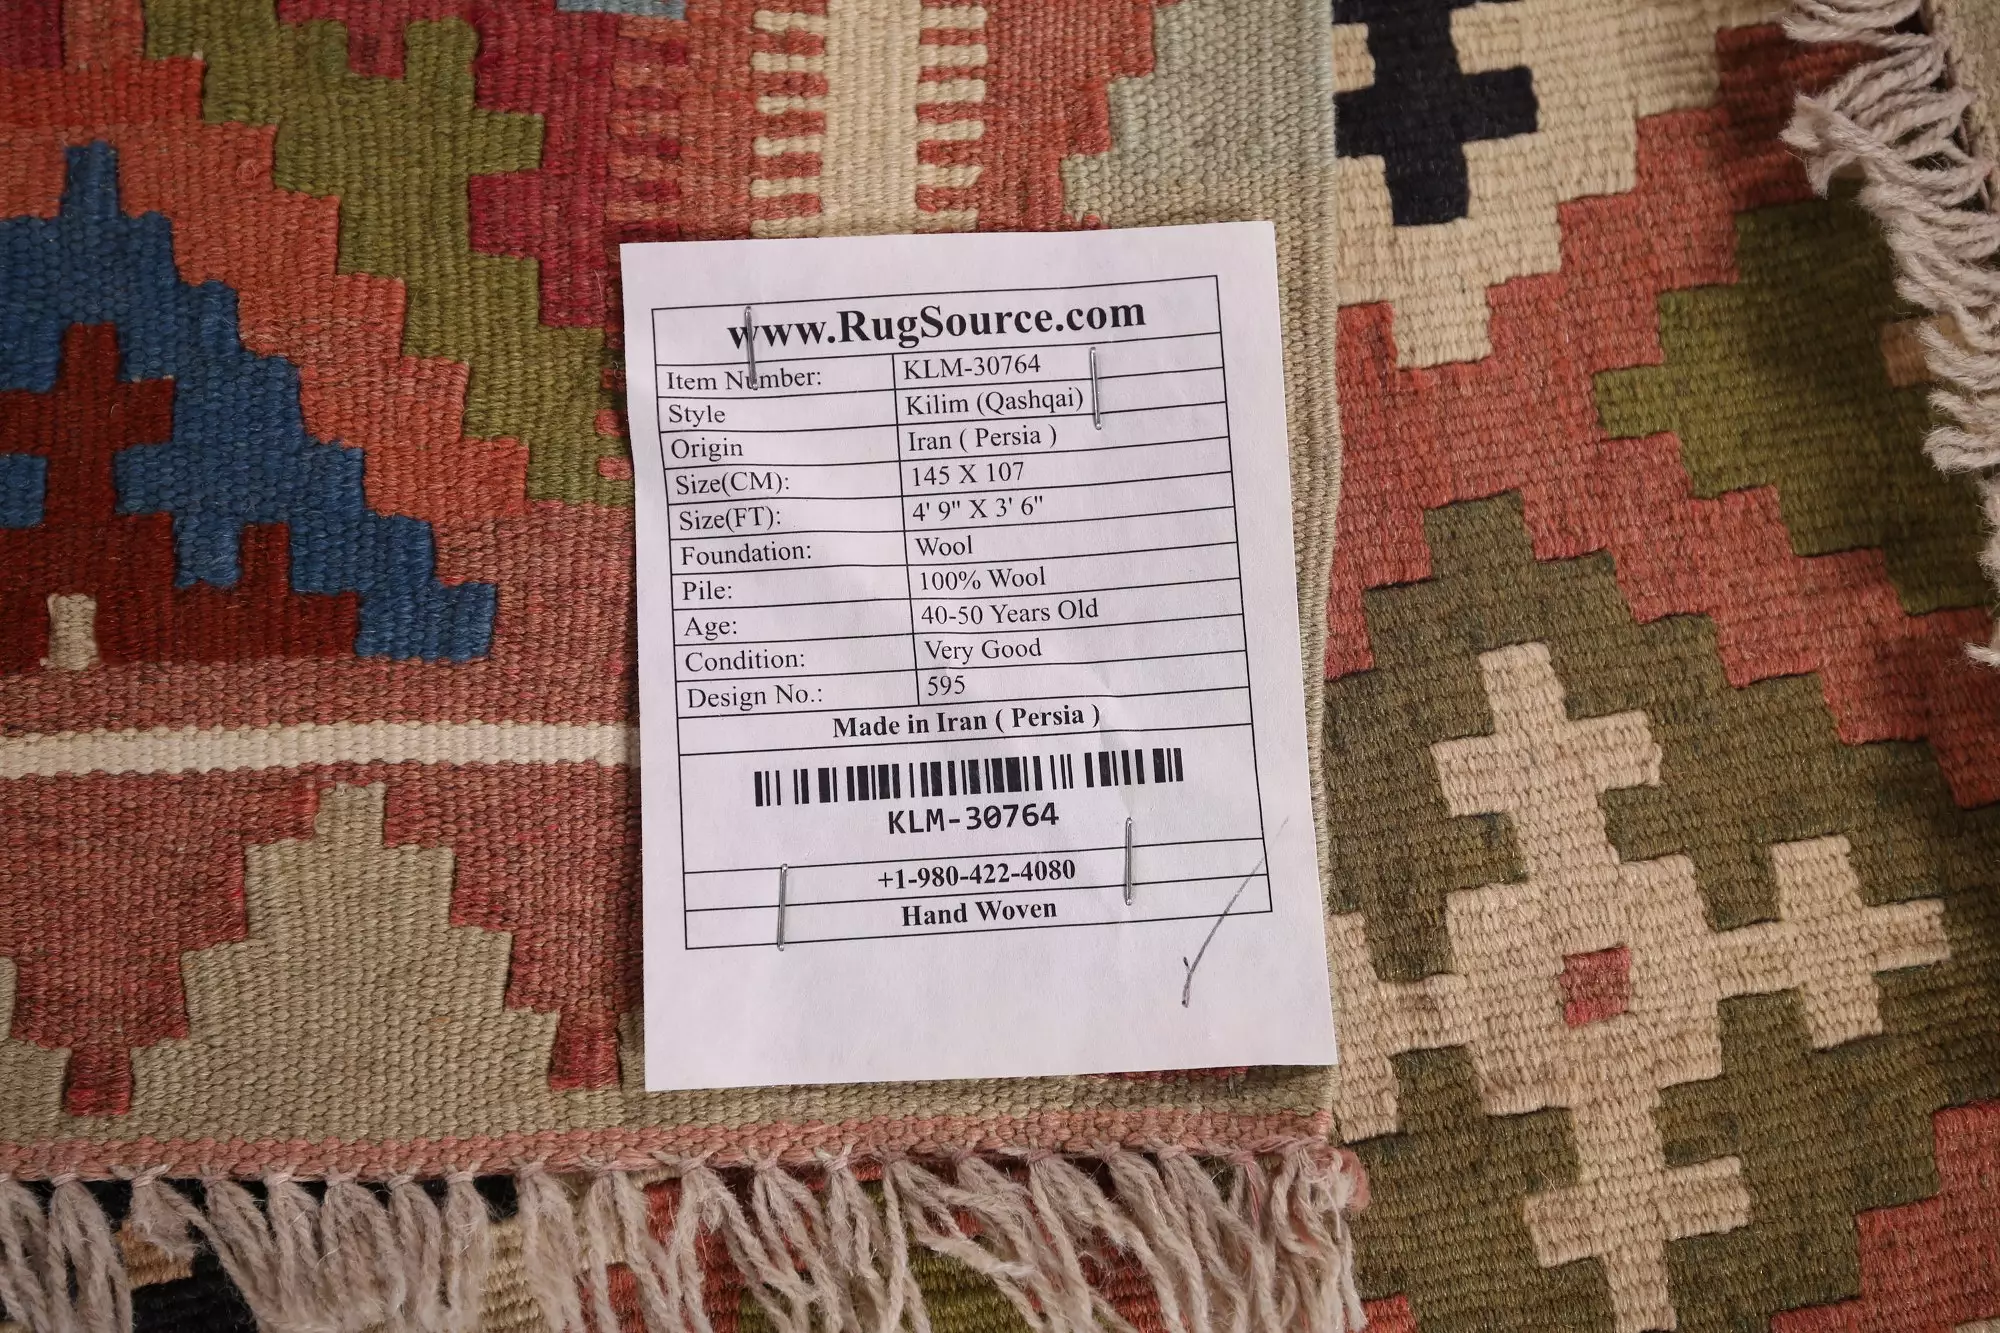 www.RugSource.com
Item Number: KLM-30764
Style Kilim (Qashqai)
Origin Iran ( Persia )
Size(CM): 145 X 107
Size(FT): 4' 9" X 3' 6"
Foundation: Wool
Pile: 100% Wool
Age: 40-50 Years Old
Condition: Very Good
Design No.: 595
Made in Iran ( Persia )
KLM-30764
+1-980-422-4080
Hand Woven